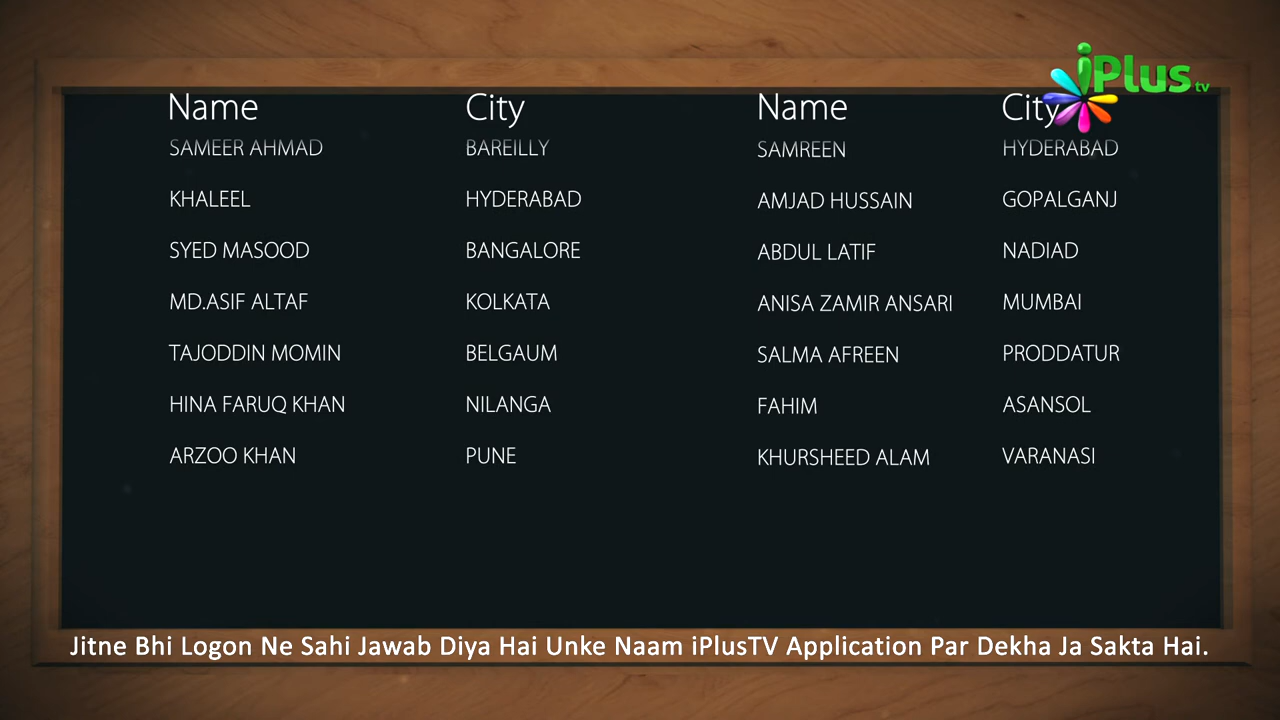 iPlus tv
Name City Name City
SAMEER AHMAD BAREILLY SAMREEN HYDERABAD
KHALEEL HYDERABAD AMJAD HUSSAIN GOPALGANJ
SYED MASOOD BANGALORE ABDUL LATIF NADIAD
MD.ASIF ALTAF KOLKATA ANISA ZAMIR ANSARI MUMBAI
TAJODDIN MOMIN BELGAUM SALMA AFREEN PRODDATUR
HINA FARUQ KHAN NILANGA FAHIM ASANSOL
ARZOO KHAN PUNE KHURSHEED ALAM VARANASI
Jitne Bhi Logon Ne Sahi Jawab Diya Hai Unke Naam iPlusTV Application Par Dekha Ja Sakta Hai.